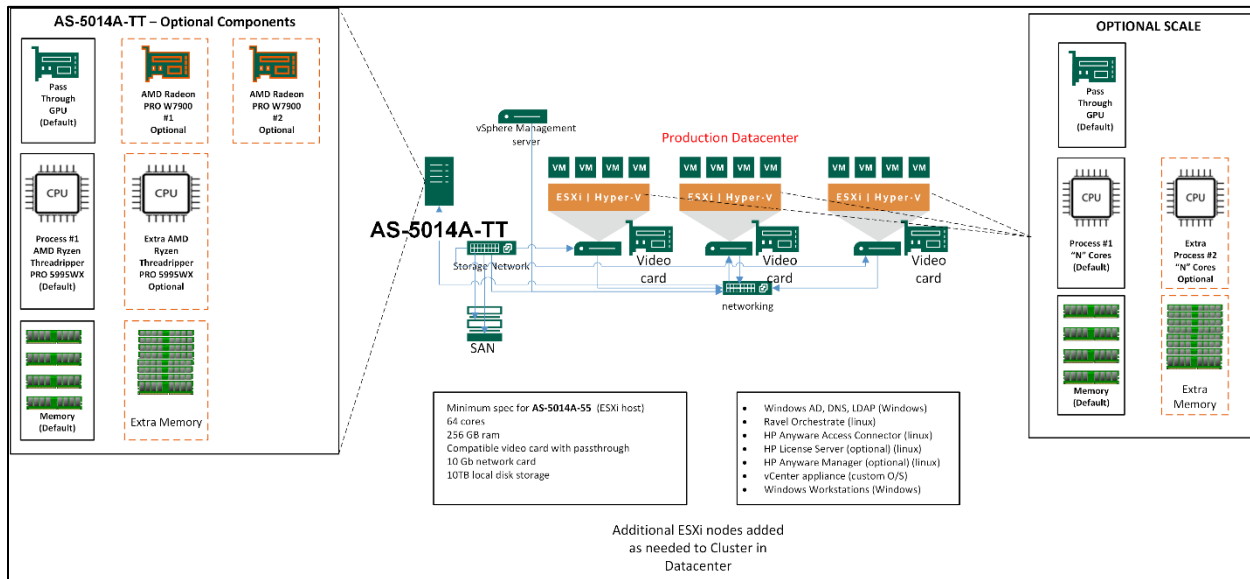 AS-5014A-TT – Optional Components
Pass
Through
GPU
(Default)
AMD Radeon
PRO W7900
#1
Optional
AMD Radeon
PRO W7900
#2
Optional
CPU
CPU
Process #1
AMD Ryzen
Threadripper
PRO 5995WX
(Default)
Extra AMD
Ryzen
Threadripper
PRO 5995WX
Optional
Memory
(Default)
Extra Memory
vSphere Management
server
Production Datacenter
VM VM VM VM
VM VM VM VM
VM VM VM VM
ESXi | Hyper-V
ESXi | Hyper-V
ESXi | Hyper-V
AS-5014A-TT
Storage Network
Video
card
Video
card
Video
card
networking
SAN
Minimum spec for AS-5014A-55 (ESXi host)
64 cores
256 GB ram
Compatible video card with passthrough
10 Gb network card
10TB local disk storage
• Windows AD, DNS, LDAP (Windows)
• Ravel Orchestrate (linux)
• HP Anyware Access Connector (linux)
• HP License Server (optional) (linux)
• HP Anyware Manager (optional) (linux)
• vCenter appliance (custom O/S)
• Windows Workstations (Windows)
Additional ESXi nodes added
as needed to Cluster in
Datacenter
OPTIONAL SCALE
Pass
Through
GPU
(Default)
CPU
CPU
Process #1
“N” Cores
(Default)
Extra
Process #2
“N” Cores
Optional
Memory
(Default)
Extra
Memory